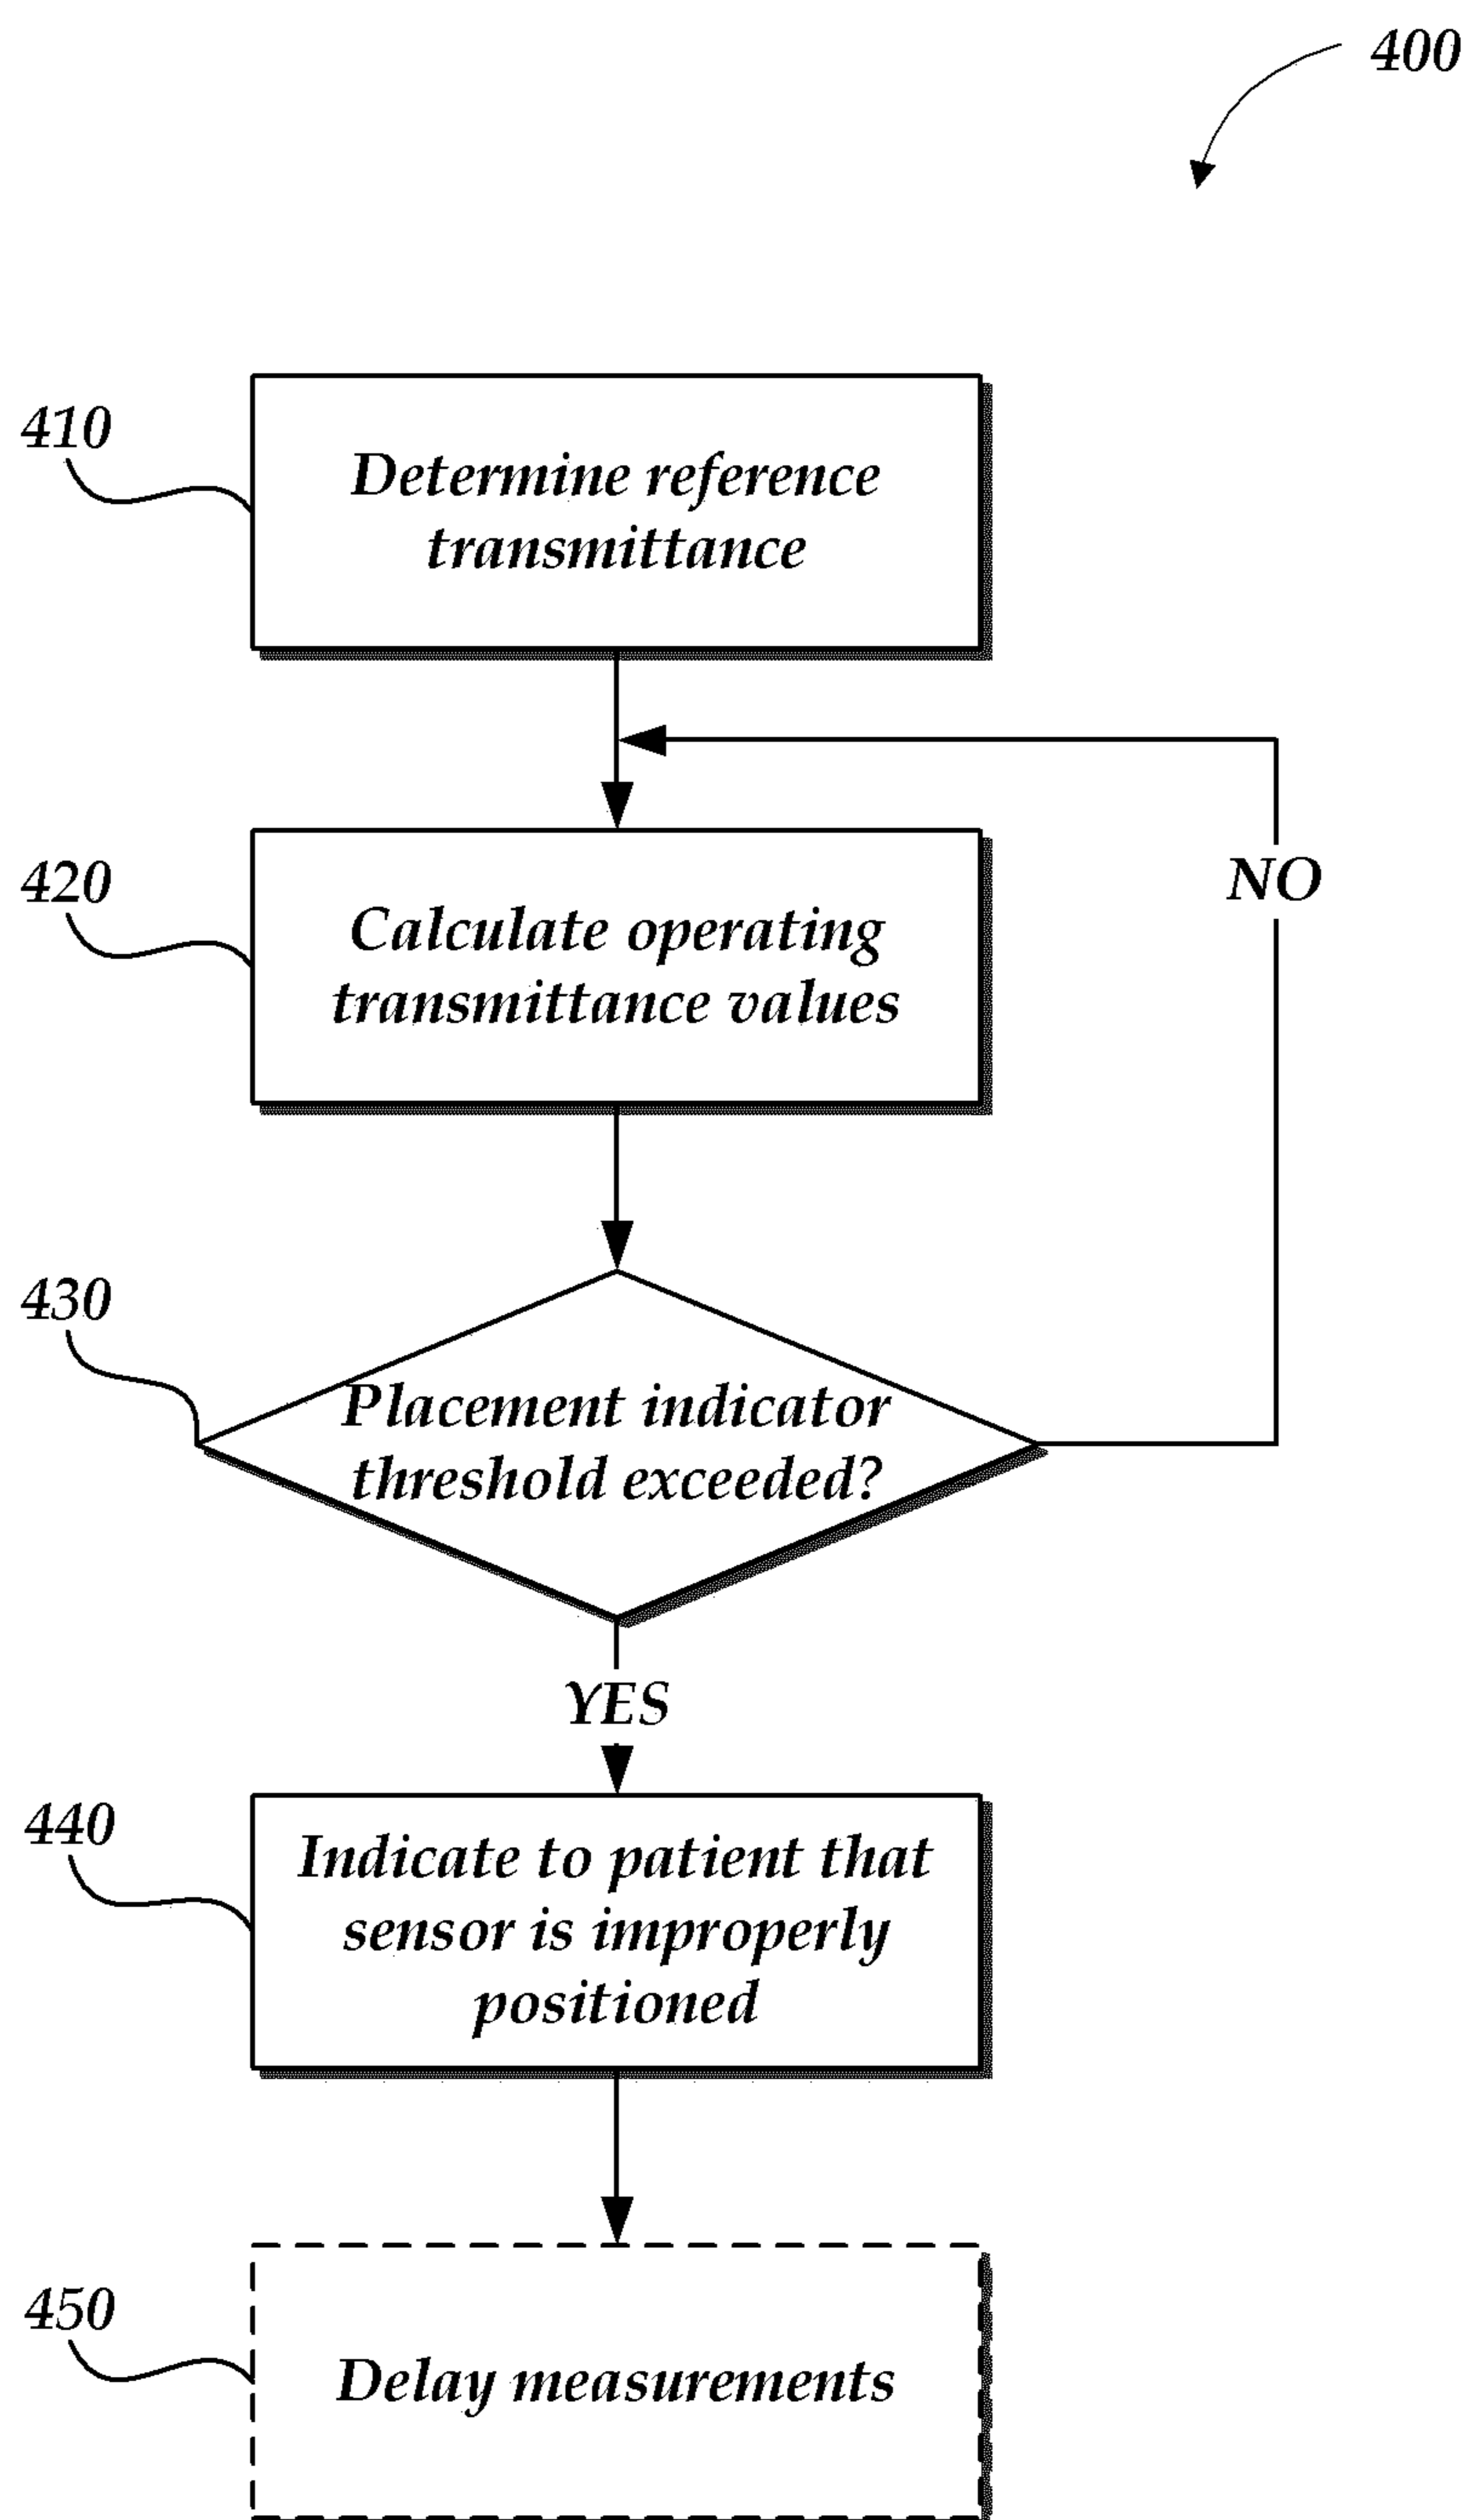 400
410
Determine reference
transmittance
420
Calculate operating
transmittance values
NO
430
Placement indicator
threshold exceeded?
YES
440
Indicate to patient that
sensor is improperly
positioned
450
Delay measurements